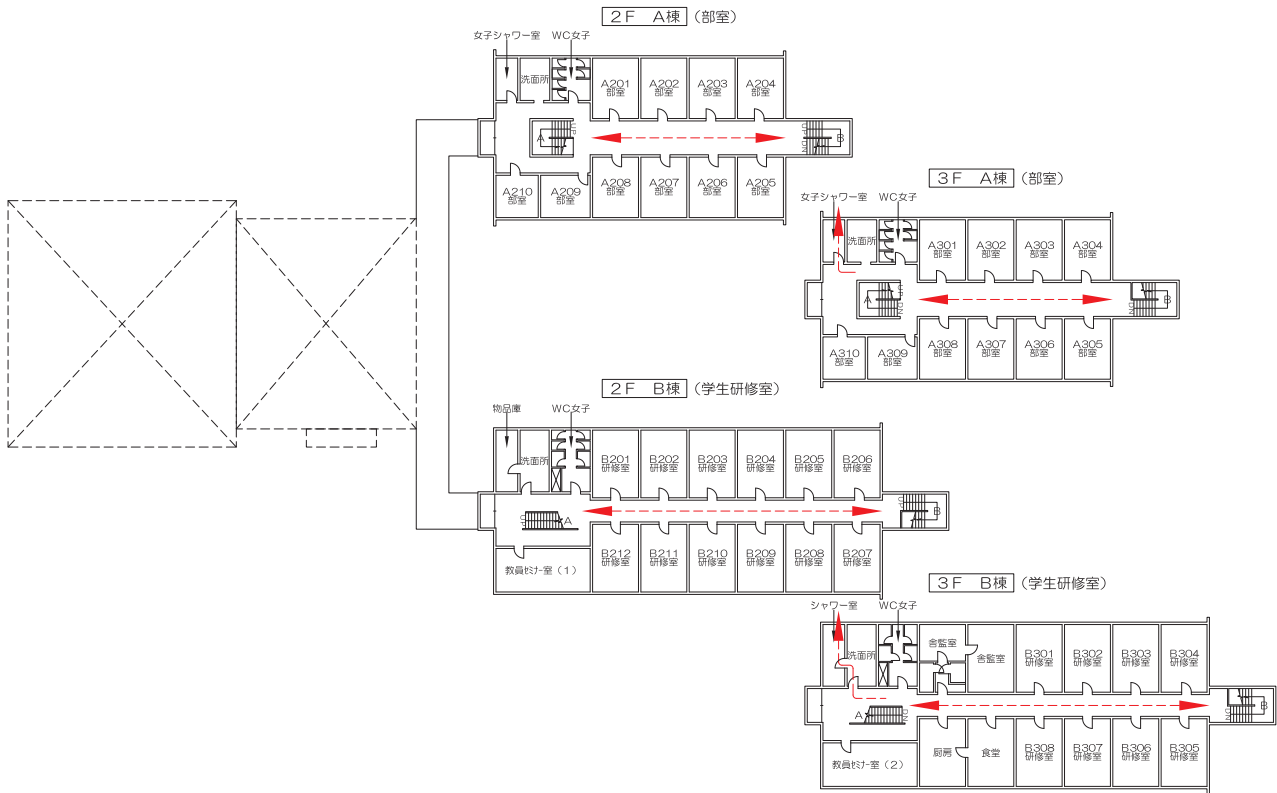 2F A棟 (部室)
女子シャワー室 WC女子
洗面所
A201
部室
A202
部室
A203
部室
A204
部室
A
UP
UP
DN
B
A210
部室
A209
部室
A208
部室
A207
部室
A206
部室
A205
部室
3F A棟 (部室)
女子シャワー室 WC女子
洗面所
A301
部室
A302
部室
A303
部室
A304
部室
A
UP
DN
DN
B
A310
部室
A309
部室
A308
部室
A307
部室
A306
部室
A305
部室
2F B棟 (学生研修室)
物品庫 WC女子
洗面所
B201
研修室
B202
研修室
B203
研修室
B204
研修室
B205
研修室
B206
研修室
UP
A
UP
B
教員セミナー室(1)
B212
研修室
B211
研修室
B210
研修室
B209
研修室
B208
研修室
B207
研修室
3F B棟 (学生研修室)
シャワー室 WC女子
洗面所
舎監室
舎監室
B301
研修室
B302
研修室
B303
研修室
B304
研修室
A
DN
DN
B
教員セミナー室(2)
厨房
食堂
B308
研修室
B307
研修室
B306
研修室
B305
研修室